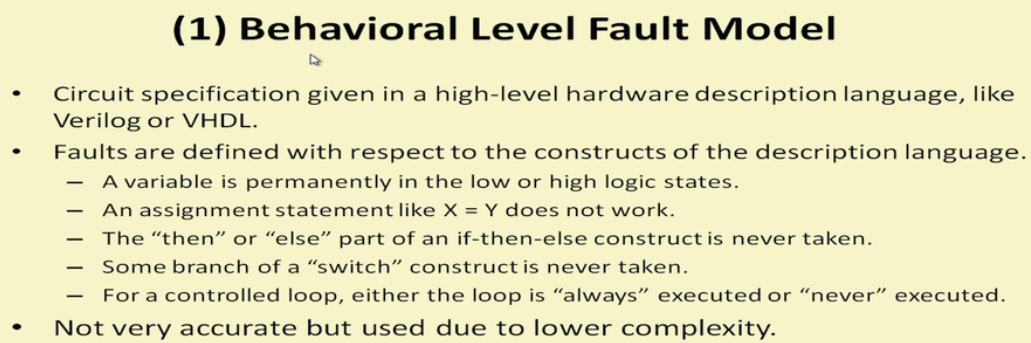 (1) Behavioral Level Fault Model
• Circuit specification given in a high-level hardware description language, like
Verilog or VHDL.
• Faults are defined with respect to the constructs of the description language.
– A variable is permanently in the low or high logic states.
– An assignment statement like X = Y does not work.
– The “then” or “else” part of an if-then-else construct is never taken.
– Some branch of a “switch” construct is never taken.
– For a controlled loop, either the loop is “always” executed or “never” executed.
• Not very accurate but used due to lower complexity.